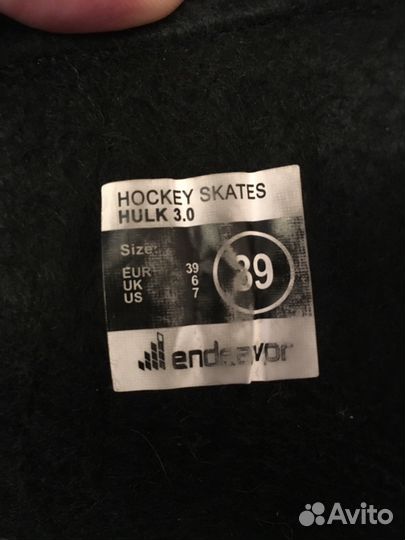 HOCKEY SKATES
HULK 3.0
Size:
EUR 39
UK 6
US 7
39
endeavor
Avito